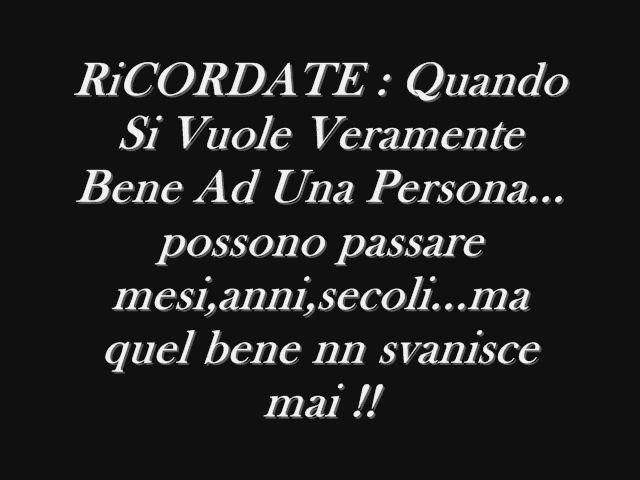 RiCORDATE : Quando
Si Vuole Veramente
Bene Ad Una Persona...
possono passare
mesi,anni,secoli...ma
quel bene nn svanisce
mai !!